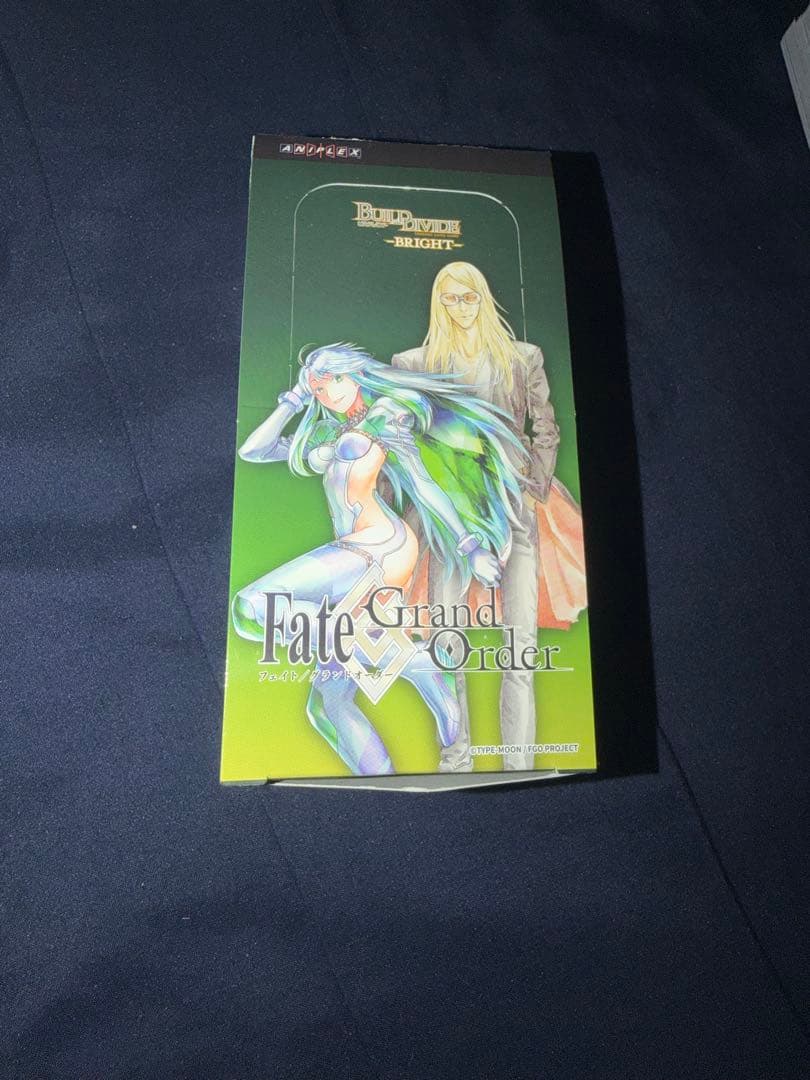 ANIPLEX
BUILD DIVIDE
-BRIGHT-
Fate
Grand
Order
フェイト/グランドオーダー
©TYPE-MOON / FGO PROJECT